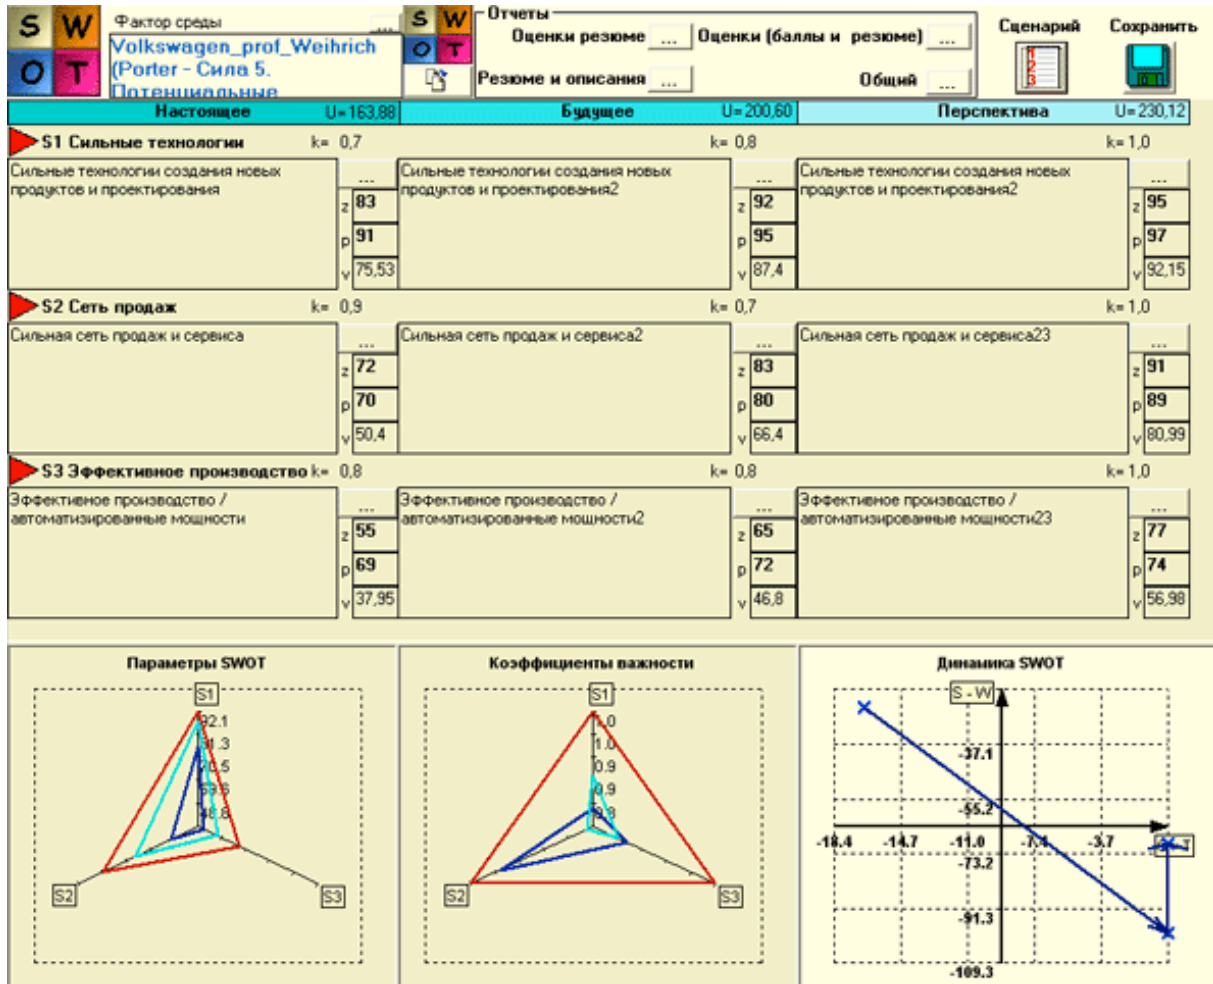 S W
O T
Фактор среды
...
Volkswagen_prof_Weihrich
(Porter - Сила 5.
Потенциальные
S W
O T
Отчеты
Оценки резюме ... Оценки (баллы и резюме) ...
Резюме и описания ... Общий ...
Сценарий
1
2
3
Сохранить
Настоящее U=163,88 Будущее U=200,60 Перспектива U=230,12
S1 Сильные технологии k= 0,7 k= 0,8 k= 1,0
Сильные технологии создания новых
продуктов и проектирования
...
z 83
p 91
v 75,53
Сильные технологии создания новых
продуктов и проектирования2
...
z 92
p 95
v 87,4
Сильные технологии создания новых
продуктов и проектирования2
...
z 95
p 97
v 92,15
S2 Сеть продаж k= 0,9 k= 0,7 k= 1,0
Сильная сеть продаж и сервиса
...
z 72
p 70
v 50,4
Сильная сеть продаж и сервиса2
...
z 83
p 80
v 66,4
Сильная сеть продаж и сервиса23
...
z 91
p 89
v 80,99
S3 Эффективное производство k= 0,8 k= 0,8 k= 1,0
Эффективное производство /
автоматизированные мощности
...
z 55
p 69
v 37,95
Эффективное производство /
автоматизированные мощности2
...
z 65
p 72
v 46,8
Эффективное производство /
автоматизированные мощности23
...
z 77
p 74
v 56,98
Параметры SWOT
S1
92.1
S2
S3
Коэффициенты важности
S1
1.0
0.9
0.9
S2
S3
Динамика SWOT
S - W
-37.1
-55.2
-18.4 -14.7 -11.0 -7.4 -3.7
-73.2
-91.3
-109.3